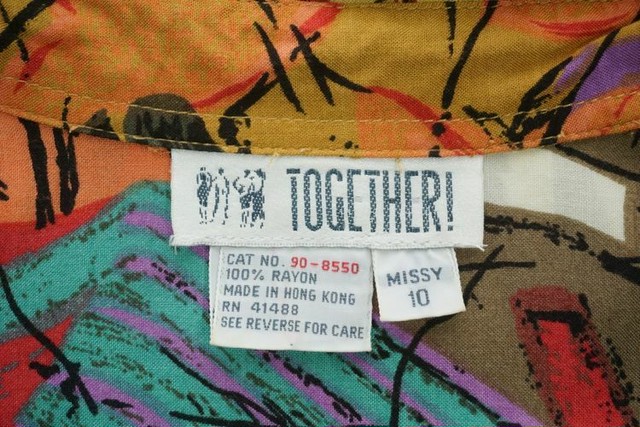 TOGETHER!
CAT NO. 90-8550
100% RAYON
MADE IN HONG KONG
RN 41488
SEE REVERSE FOR CARE
MISSY
10